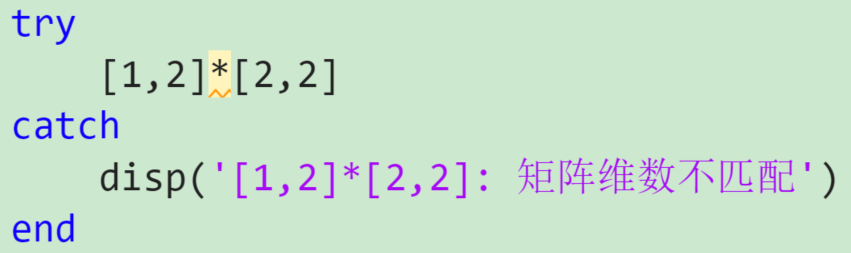 try
    [1,2]*[2,2]
catch
    disp('[1,2]*[2,2]: 矩阵维数不匹配')
end